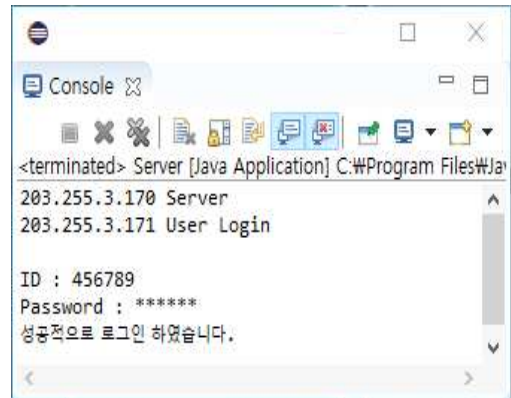 Console
<terminated> Server [Java Application] C:₩Program Files₩Ja
203.255.3.170 Server
203.255.3.171 User Login
ID : 456789
Password : ******
성공적으로 로그인 하였습니다.